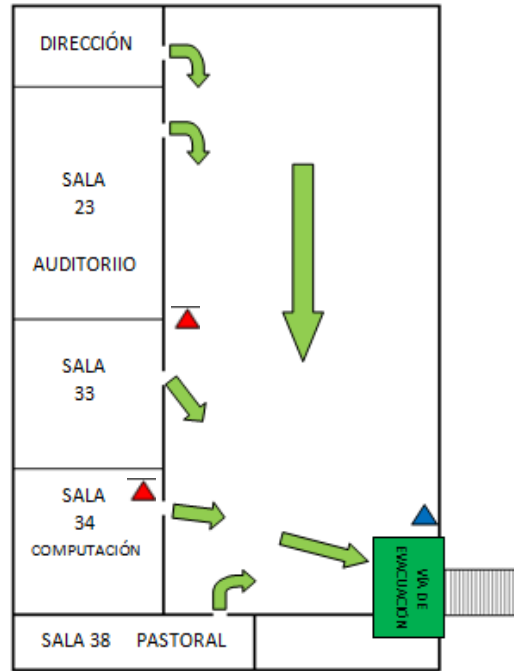 DIRECCIÓN
SALA
23
AUDITORIIO
SALA
33
SALA
34
COMPUTACIÓN
VÍA DE
EVACUACIÓN
SALA 38 PASTORAL